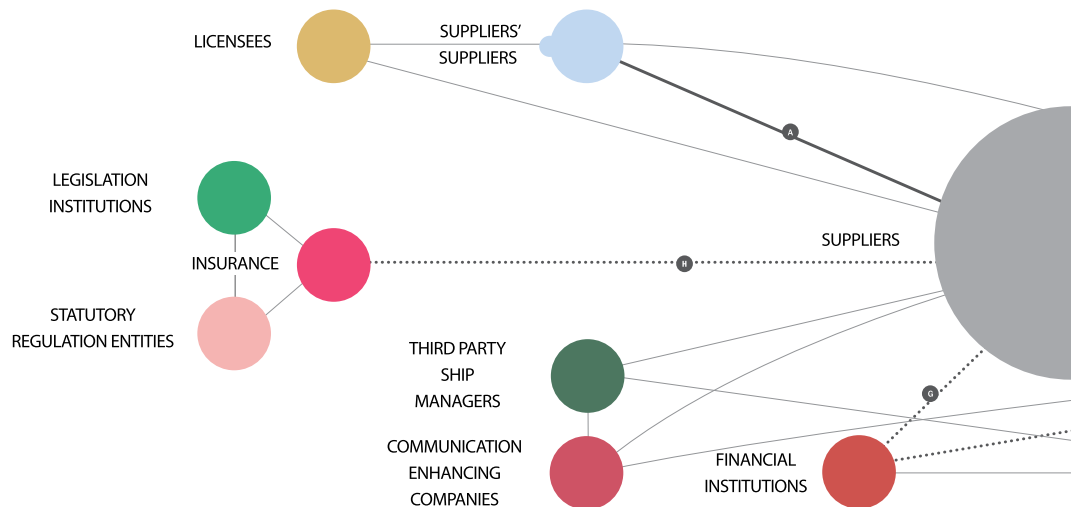 LICENSEES
SUPPLIERS'
SUPPLIERS
A
LEGISLATION
INSTITUTIONS
SUPPLIERS
INSURANCE
H
STATUTORY
REGULATION ENTITIES
THIRD PARTY
SHIP
MANAGERS
G
COMMUNICATION
ENHANCING
COMPANIES
FINANCIAL
INSTITUTIONS